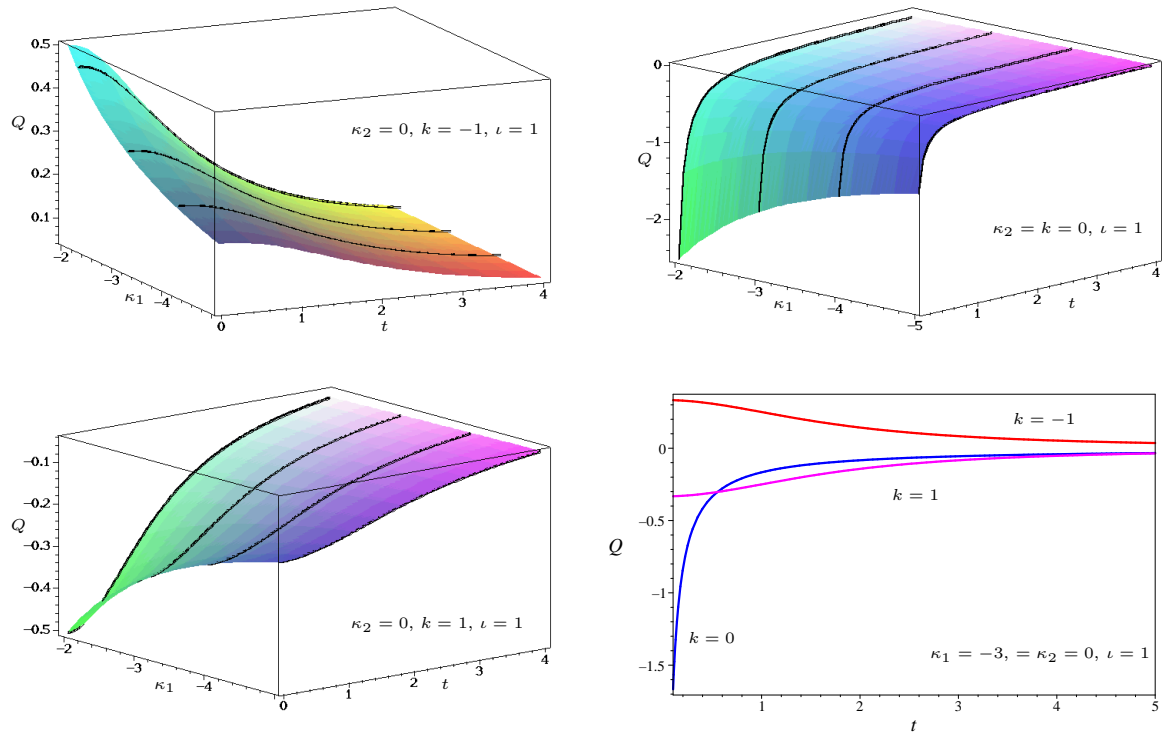 0.5
0.4
0.3
0.2
0.1
Q
κ₂ = 0, k = −1, ι = 1
−2
−3
−4
κ₁
0
1
2
3
4
t
0
−1
−2
Q
κ₂ = k = 0, ι = 1
−2
−3
−4
−5
κ₁
1
2
3
4
t
−0.1
−0.2
−0.3
−0.4
−0.5
Q
κ₂ = 0, k = 1, ι = 1
−2
−3
−4
κ₁
0
1
2
3
4
t
0
−0.5
−1
−1.5
Q
k = −1
k = 1
k = 0
κ₁ = −3, = κ₂ = 0, ι = 1
1
2
3
4
5
t